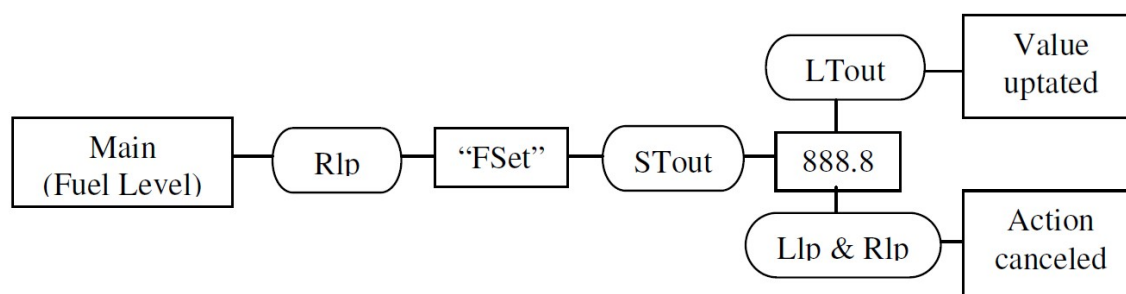 Main
(Fuel Level)
Rlp
“FSet”
STout
888.8
LTout
Value
uptated
Llp & Rlp
Action
canceled